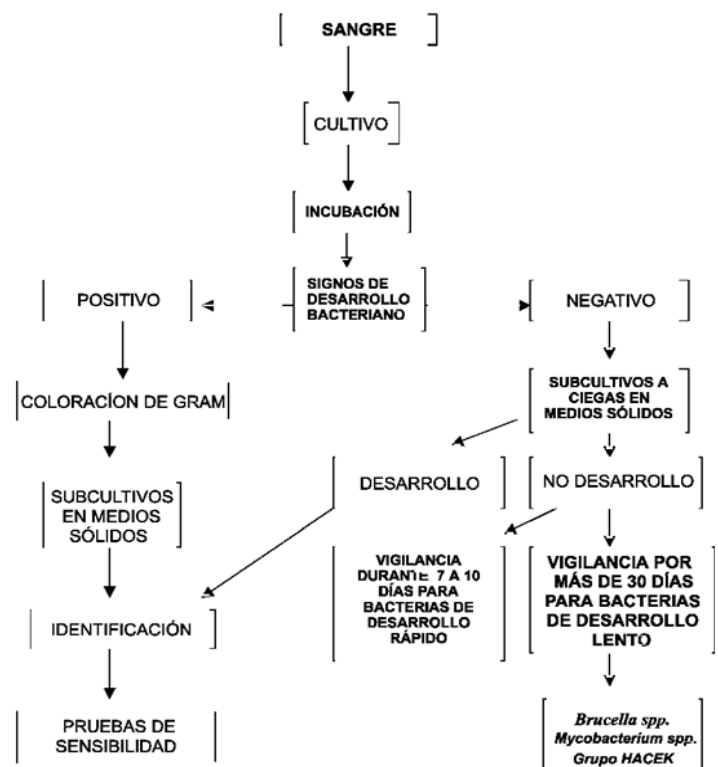 SANGRE
CULTIVO
INCUBACIÓN
SIGNOS DE
DESARROLLO
BACTERIANO
POSITIVO
NEGATIVO
COLORACÍON DE GRAM
SUBCULTIVOS A
CIEGAS EN
MEDIOS SÓLIDOS
SUBCULTIVOS
EN MEDIOS
SÓLIDOS
DESARROLLO
NO DESARROLLO
VIGILANCIA
DURANTE 7 A 10
DÍAS PARA
BACTERIAS DE
DESARROLLO
RÁPIDO
VIGILANCIA POR
MÁS DE 30 DÍAS
PARA BACTERIAS
DE DESARROLLO
LENTO
IDENTIFICACIÓN
PRUEBAS DE
SENSIBILIDAD
Brucella spp.
Mycobacterium spp.
Grupo HACEK